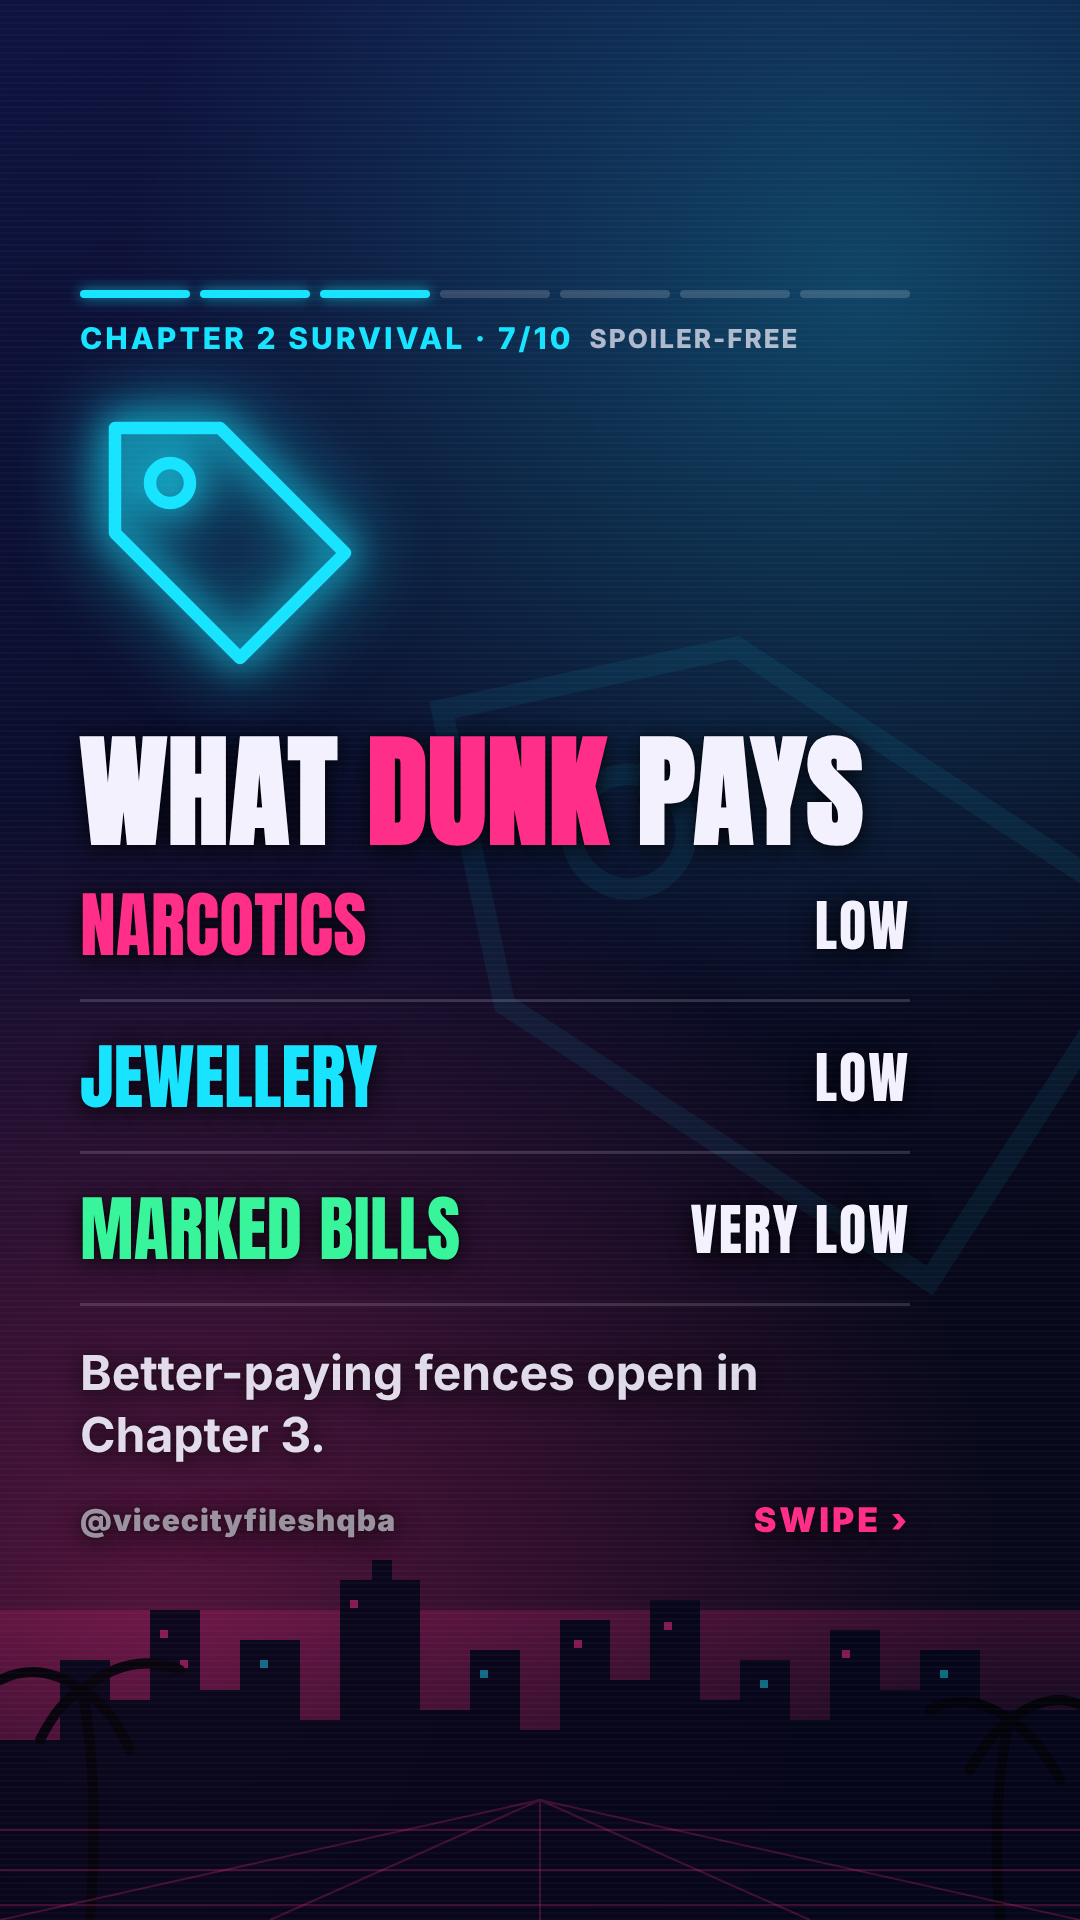 CHAPTER 2 SURVIVAL · 7/10 SPOILER-FREE
WHAT DUNK PAYS
NARCOTICS LOW
JEWELLERY LOW
MARKED BILLS VERY LOW
Better-paying fences open in
Chapter 3.
@vicecityfileshqba SWIPE ›